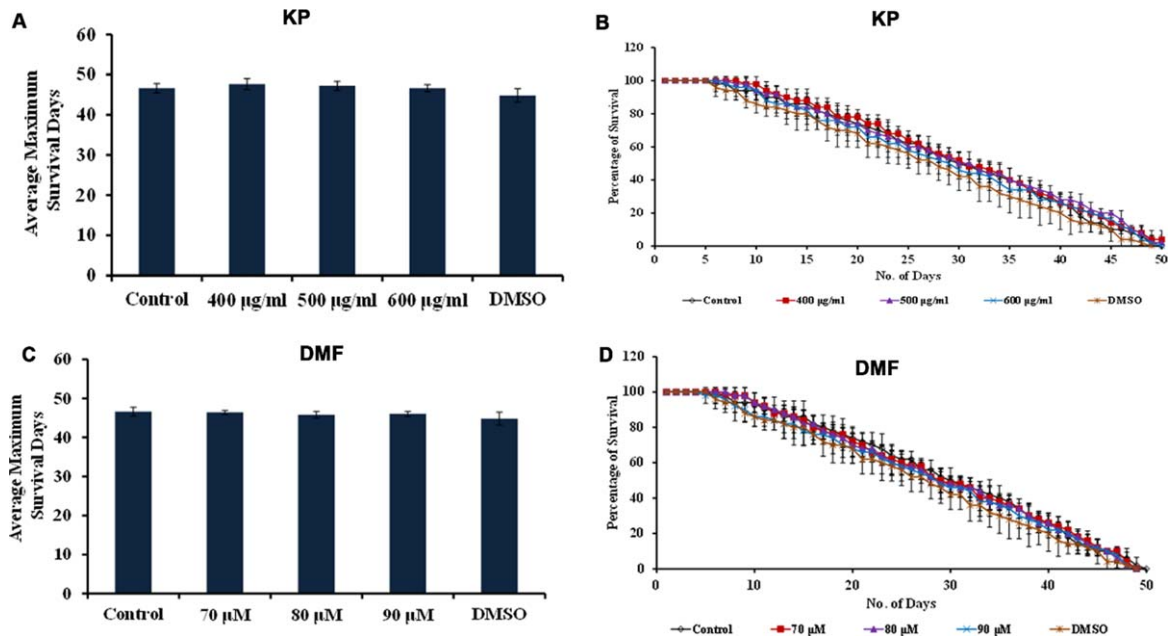 A
KP
Average Maximum
Survival Days
60
50
40
30
20
10
0
Control
400 µg/ml
500 µg/ml
600 µg/ml
DMSO
B
KP
Percentage of Survival
120
100
80
60
40
20
0
0
5
10
15
20
25
30
35
40
45
50
No. of Days
Control
400 µg/ml
500 µg/ml
600 µg/ml
DMSO
C
DMF
Average Maximum
Survival Days
60
50
40
30
20
10
0
Control
70 µM
80 µM
90 µM
DMSO
D
DMF
Percentage of Survival
120
100
80
60
40
20
0
0
10
20
30
40
50
No. of Days
Control
70 µM
80 µM
90 µM
DMSO